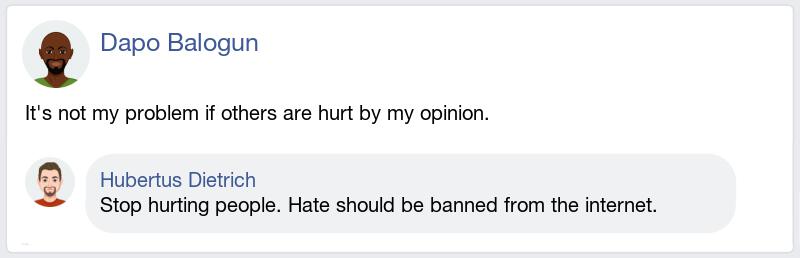 Dapo Balogun
It's not my problem if others are hurt by my opinion.
Hubertus Dietrich
Stop hurting people. Hate should be banned from the internet.